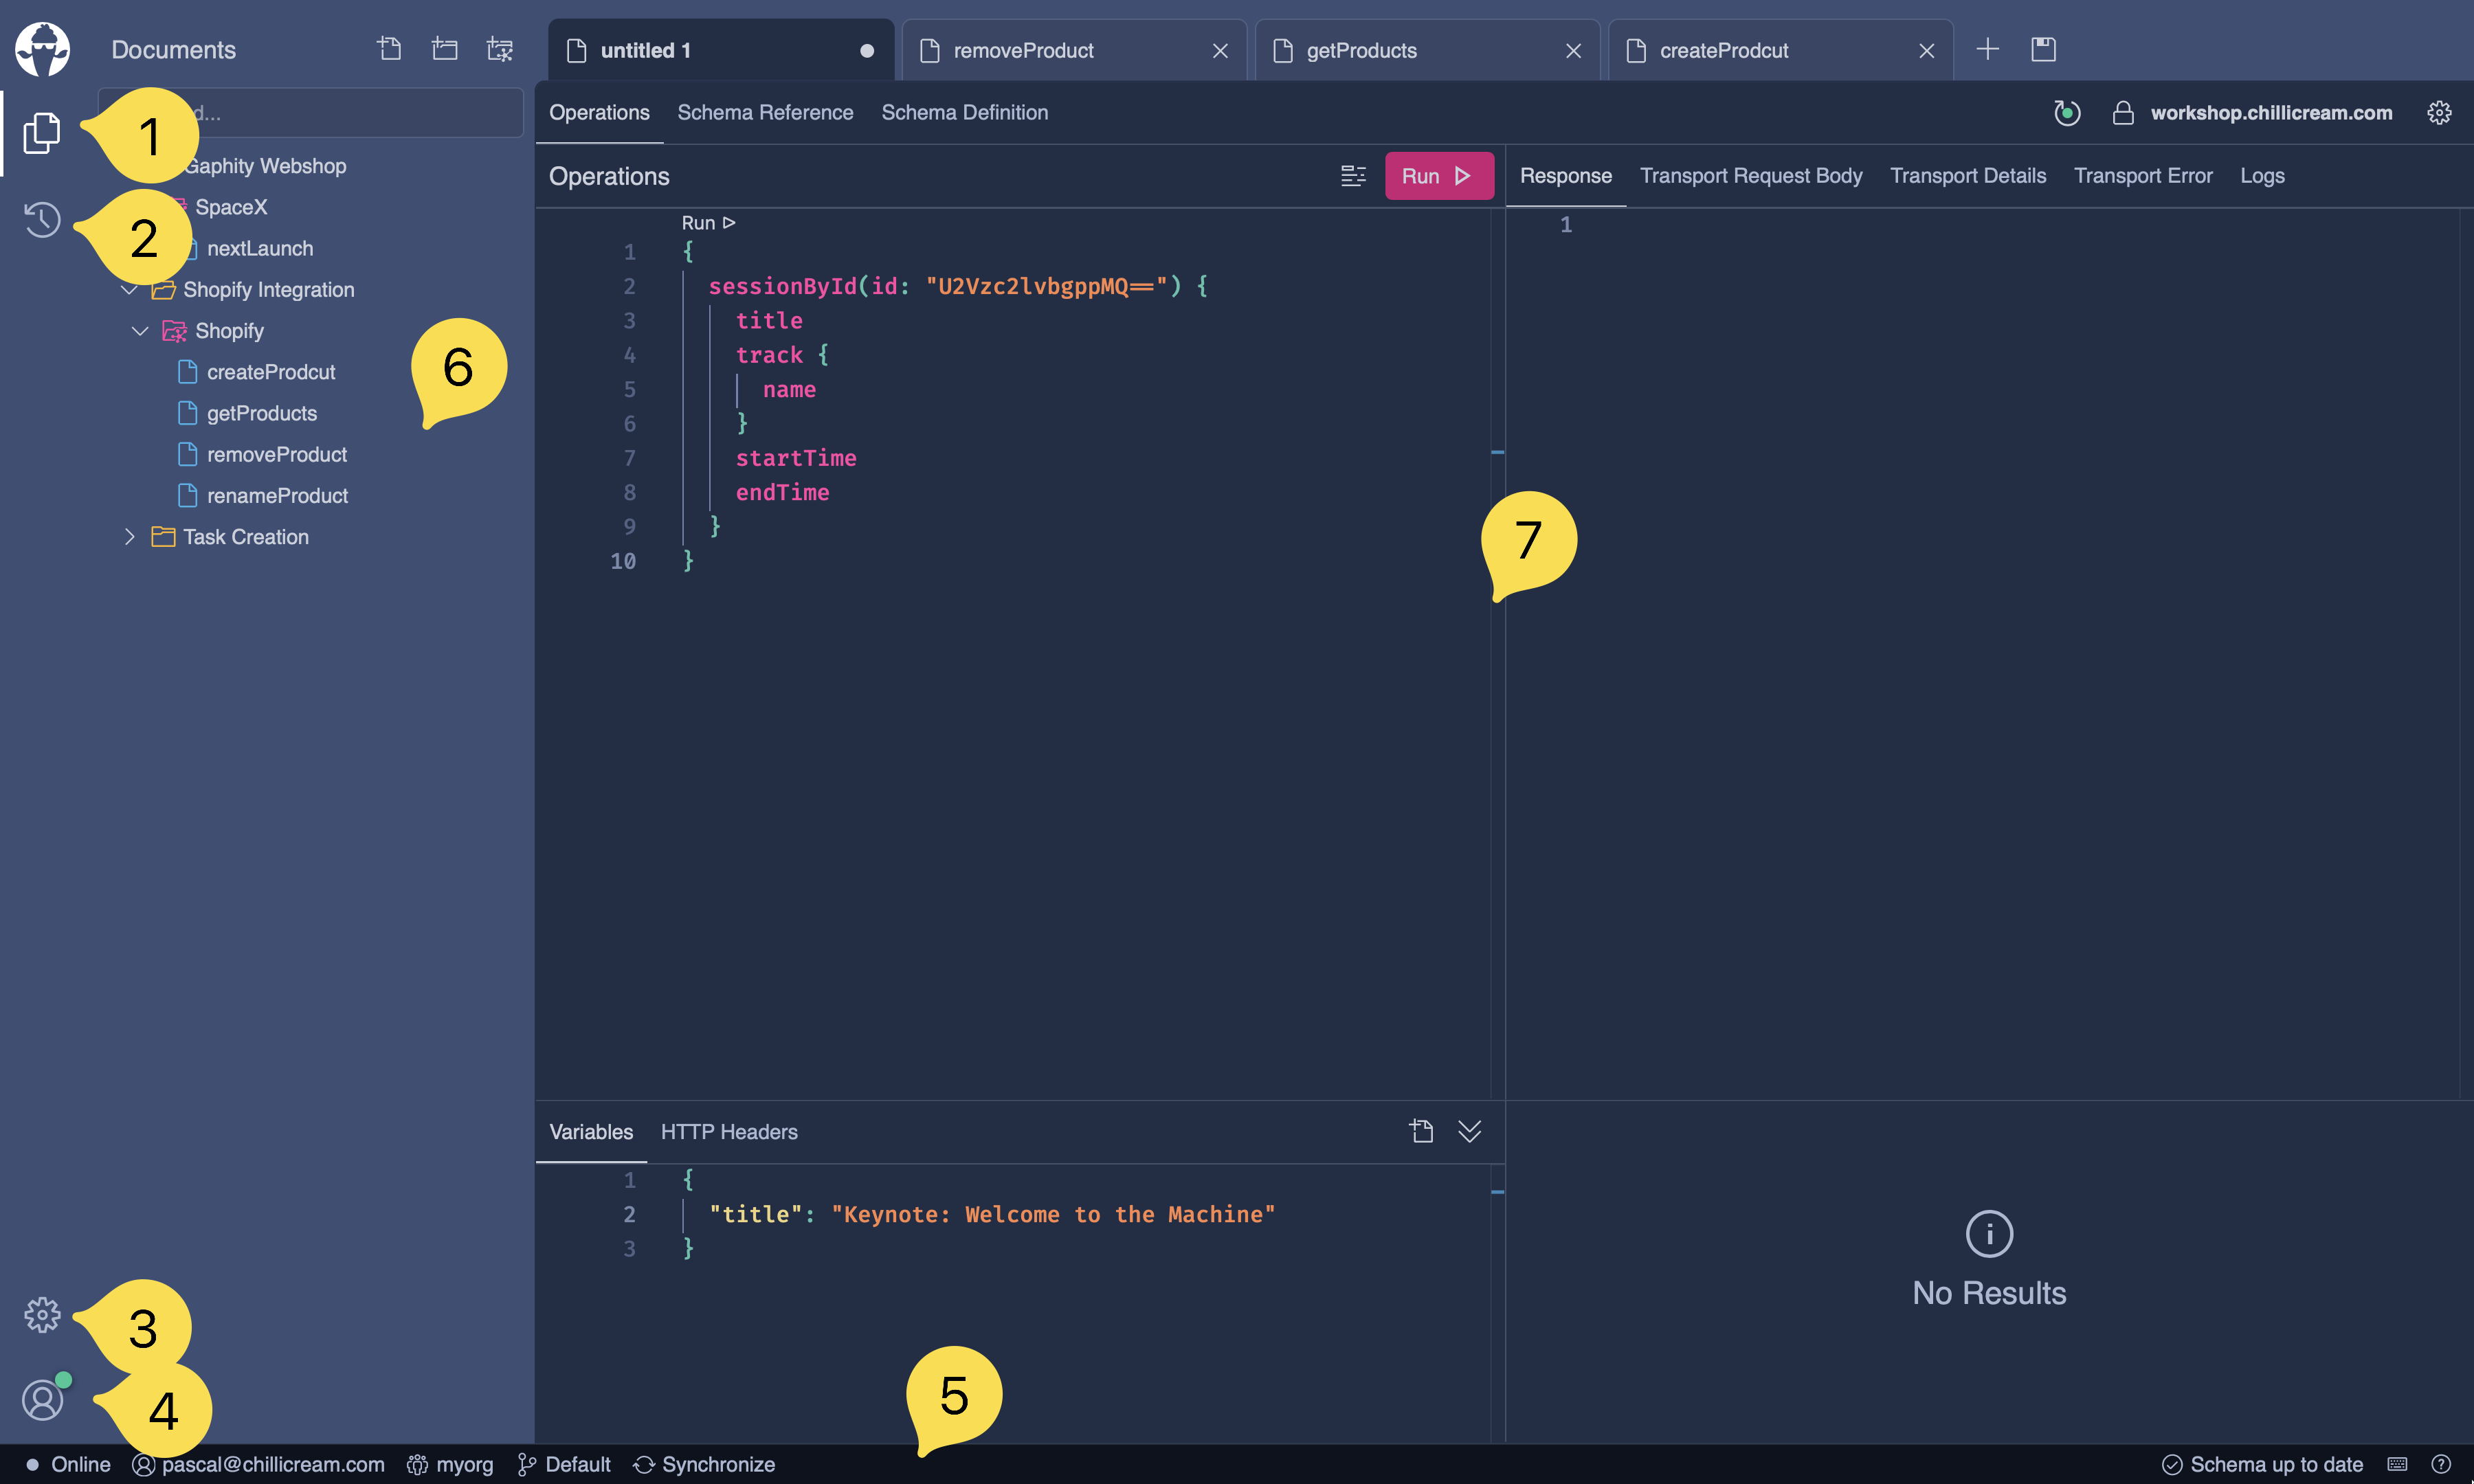 Documents
untitled 1
removeProduct
getProducts
createProdcut
d...
Gaphity Webshop
SpaceX
nextLaunch
Shopify Integration
Shopify
createProdcut
getProducts
removeProduct
renameProduct
Task Creation
1
2
6
3
4
Operations
Schema Reference
Schema Definition
workshop.chillicream.com
Operations
Run
Run
1 {
2 sessionById(id: "U2Vzc2lvbgppMQ==") {
3 title
4 track {
5 name
6 }
7 startTime
8 endTime
9 }
10 }
7
Response
Transport Request Body
Transport Details
Transport Error
Logs
1
Variables
HTTP Headers
1 {
2 "title": "Keynote: Welcome to the Machine"
3 }
5
No Results
Online
pascal@chillicream.com
myorg
Default
Synchronize
Schema up to date